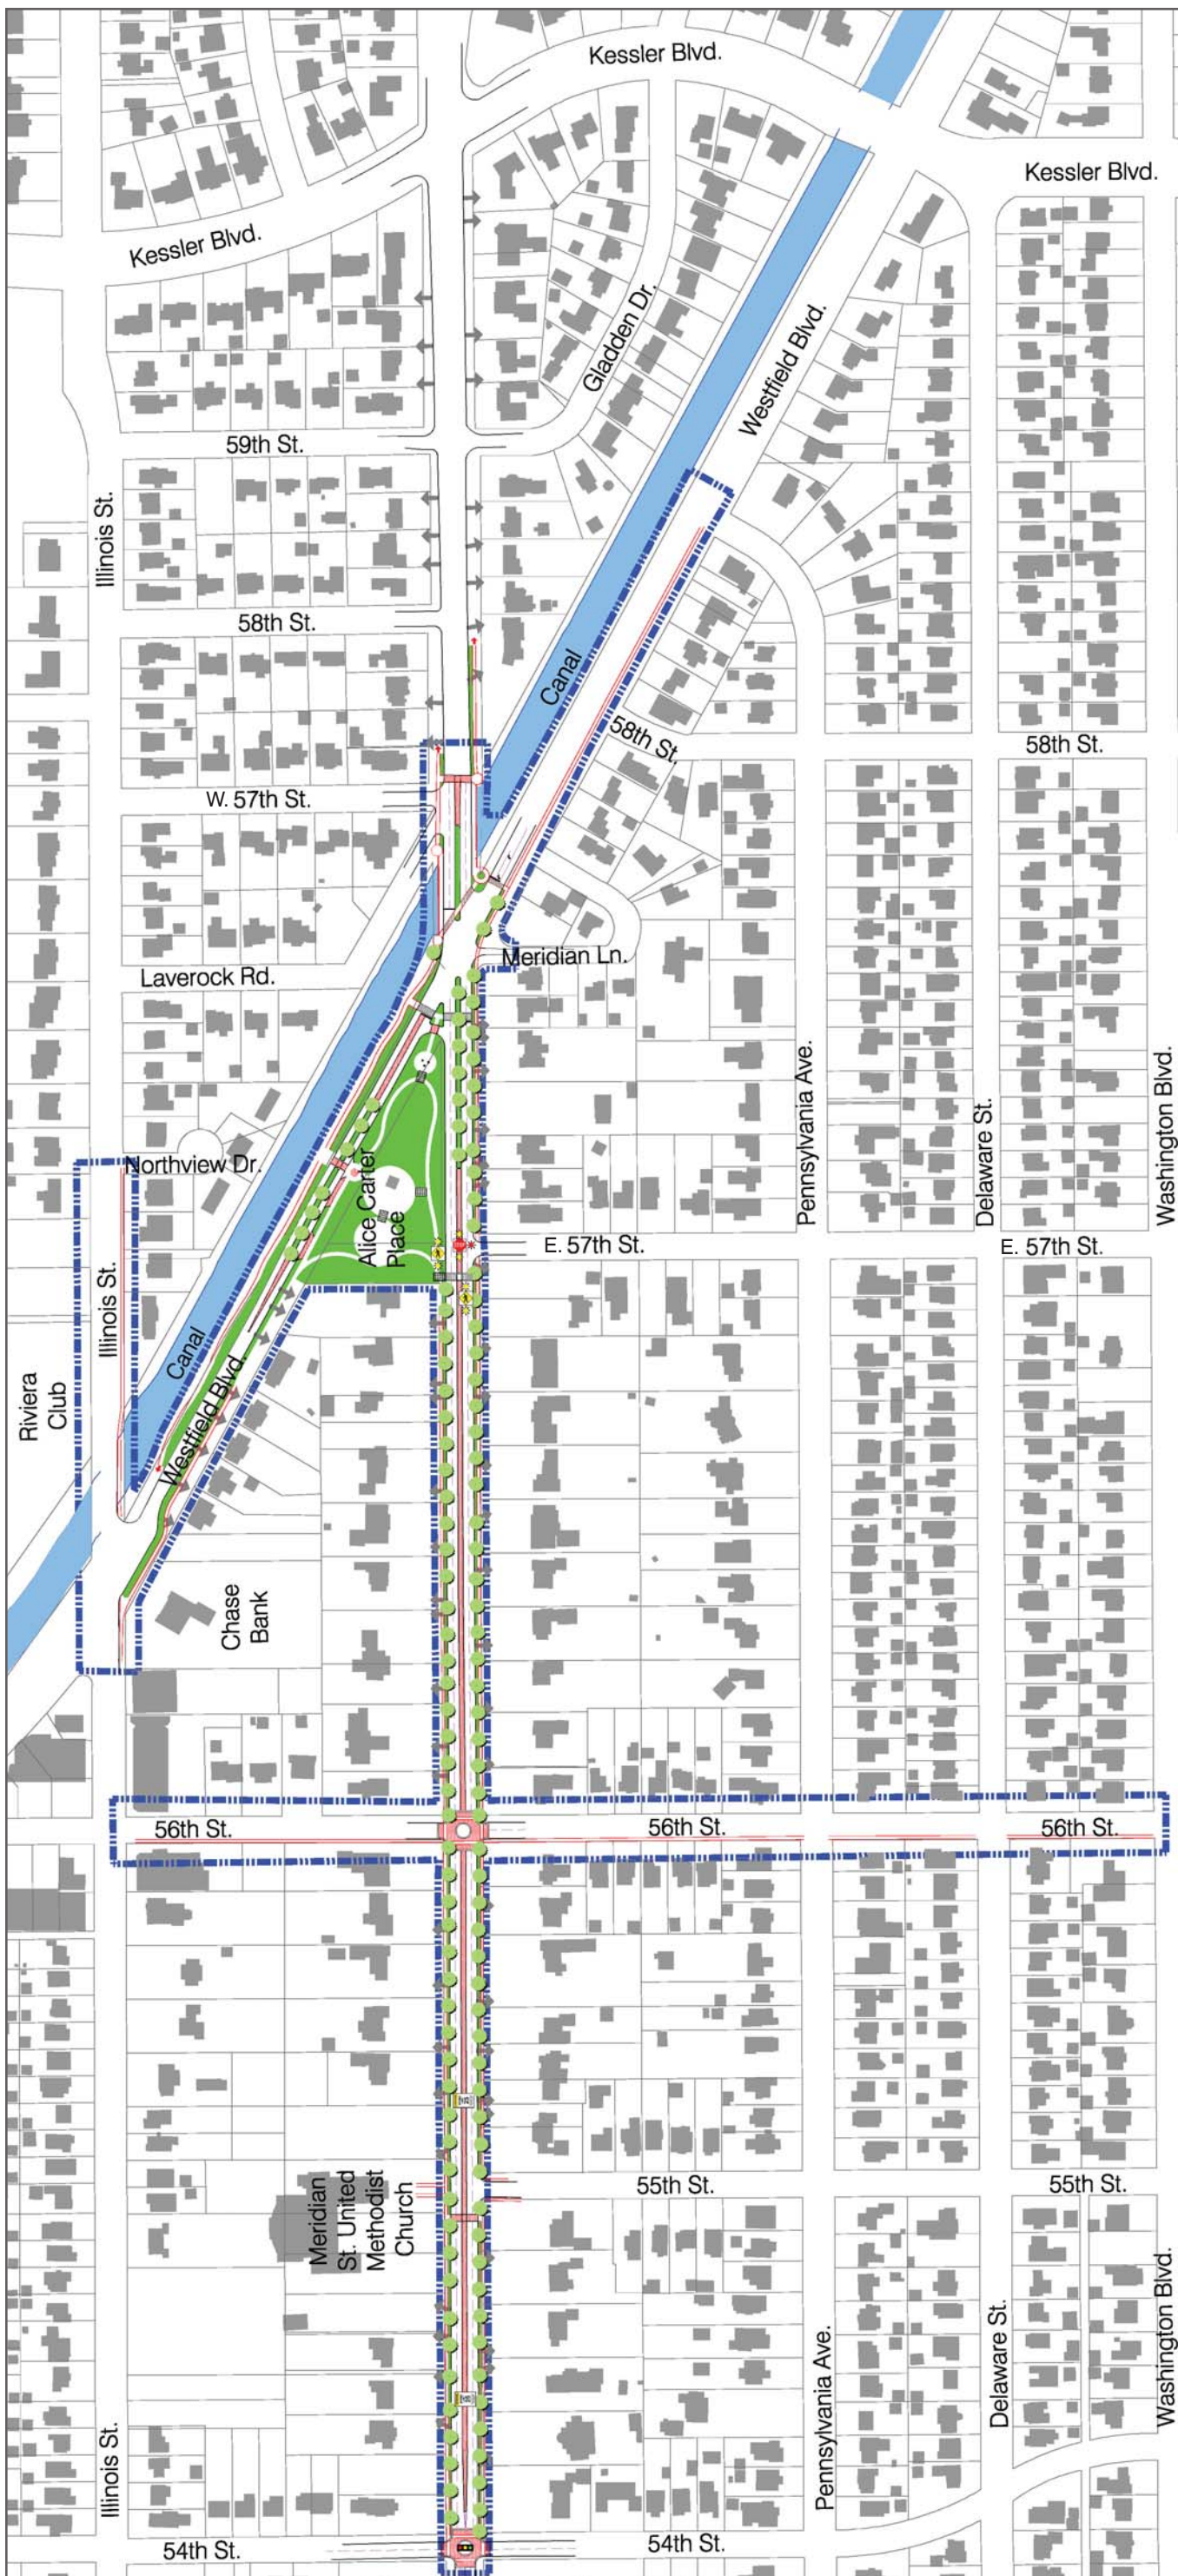 Kessler Blvd.
Kessler Blvd.
Kessler Blvd.
Gladden Dr.
Westfield Blvd.
59th St.
Illinois St.
58th St.
Canal
58th St.
58th St.
W. 57th St.
Meridian Ln.
Laverock Rd.
Pennsylvania Ave.
Delaware St.
Washington Blvd.
Northview Dr.
Alice Carter
Place
E. 57th St.
E. 57th St.
Illinois St.
Canal
Westfield Blvd.
Riviera
Club
Chase
Bank
56th St.
56th St.
56th St.
55th St.
55th St.
Meridian
St. United
Methodist
Church
Pennsylvania Ave.
Delaware St.
Washington Blvd.
Illinois St.
54th St.
54th St.